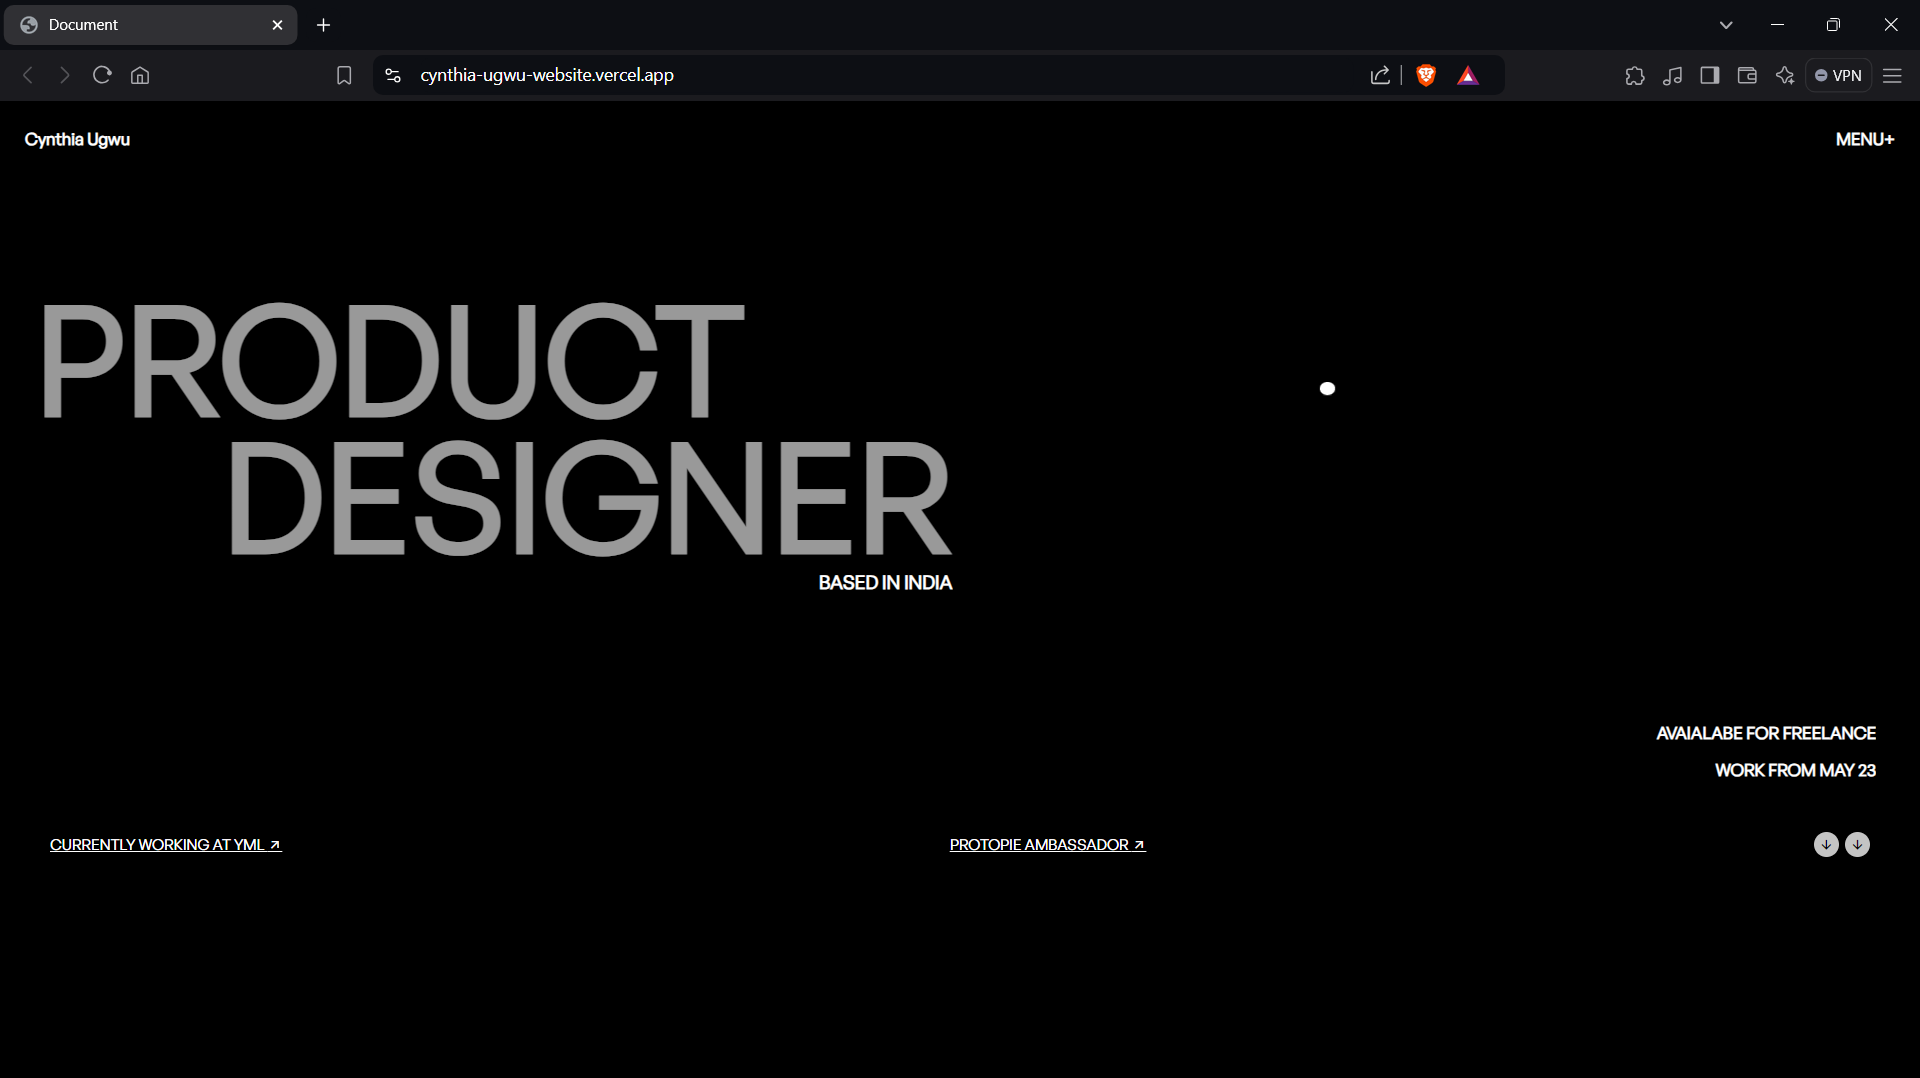 Document
cynthia-ugwu-website.vercel.app
VPN
Cynthia Ugwu
MENU+
PRODUCT
DESIGNER
BASED IN INDIA
AVAIALABE FOR FREELANCE
WORK FROM MAY 23
CURRENTLY WORKING AT YML ↗
PROTOPIE AMBASSADOR ↗